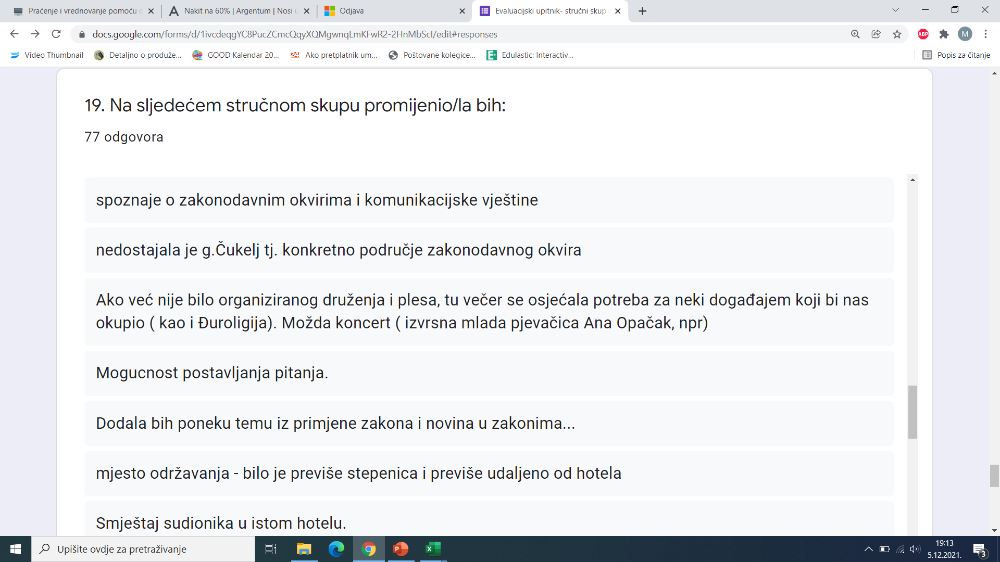 Praćenje i vrednovanje pomoću
Nakit na 60% | Argentum | Nosi
Odjava
Evaluacijski upitnik- stručni skup
docs.google.com/forms/d/1ivcdeqgYC8PucZCmcQqyXQMgwnqLmKFwR2-2HnMbScI/edit#responses
ABP
M
Video Thumbnail
Detaljno o produže...
GOOD Kalendar 20...
24
Ako pretplatnik um...
Poštovane kolegice...
E
Edulastic: Interactiv...
Popis za čitanje
19. Na sljedećem stručnom skupu promijenio/la bih:
77 odgovora
spoznaje o zakonodavnim okvirima i komunikacijske vještine
nedostajala je g.Čukelj tj. konkretno područje zakonodavnog okvira
Ako već nije bilo organiziranog druženja i plesa, tu večer se osjećala potreba za neki događajem koji bi nas
okupio ( kao i Đuroligija). Možda koncert ( izvrsna mlada pjevačica Ana Opačak, npr)
Mogucnost postavljanja pitanja.
Dodala bih poneku temu iz primjene zakona i novina u zakonima...
mjesto održavanja - bilo je previše stepenica i previše udaljeno od hotela
Smještaj sudionika u istom hotelu.
Upišite ovdje za pretraživanje
19:13
5.12.2021.
3